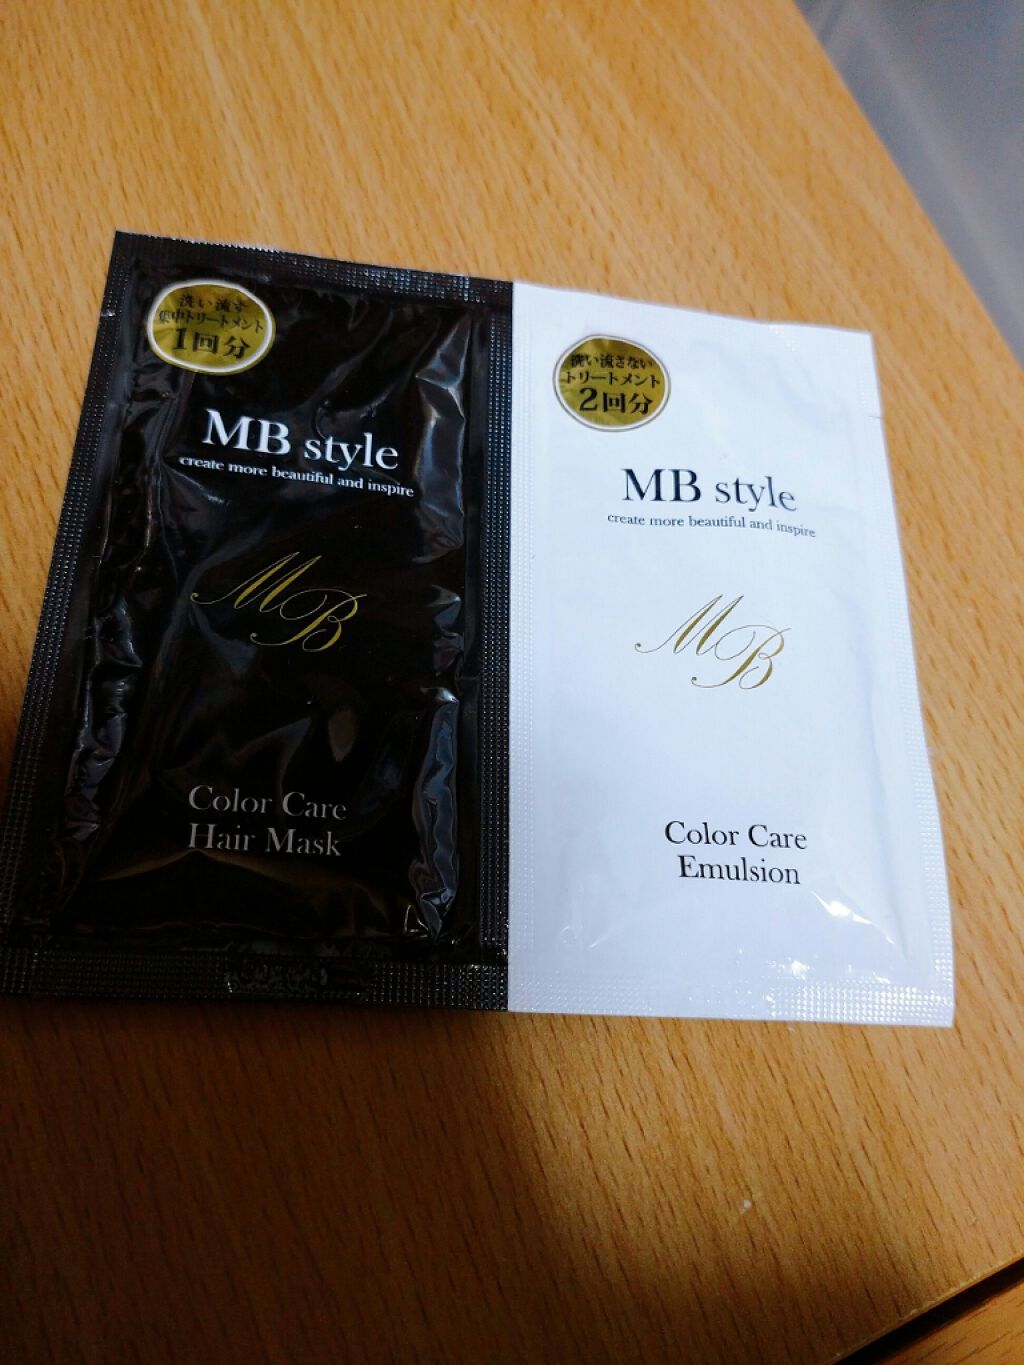 洗い流す
集中トリートメント
1回分
MB style
create more beautiful and inspire
MB
Color Care
Hair Mask
洗い流さない
トリートメント
2回分
MB style
create more beautiful and inspire
MB
Color Care
Emulsion